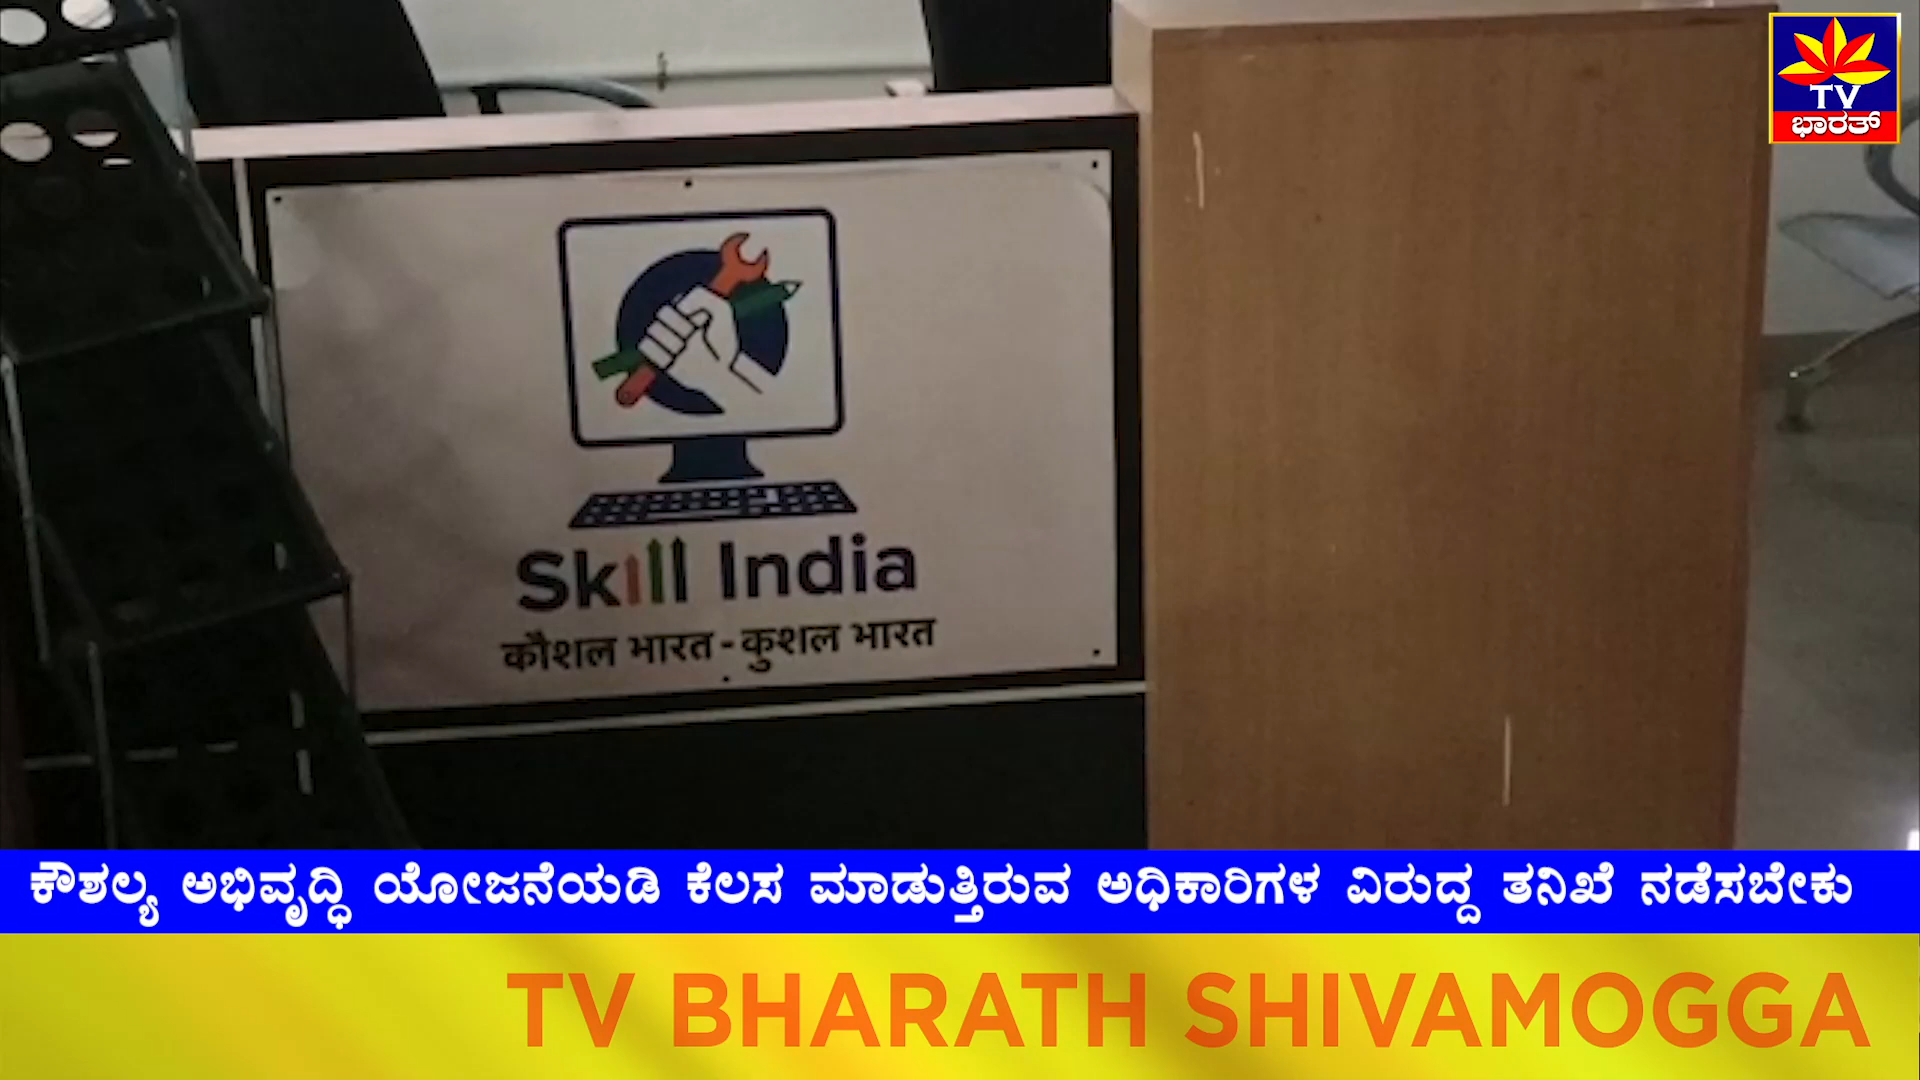 TV
ಭಾರತ್
Skill India
कौशल भारत - कुशल भारत
ಕೌಶಲ್ಯ ಅಭಿವೃದ್ಧಿ ಯೋಜನೆಯಡಿ ಕೆಲಸ ಮಾಡುತ್ತಿರುವ ಅಧಿಕಾರಿಗಳ ವಿರುದ್ದ ತನಿಖೆ ನಡೆಸಬೇಕು
TV BHARATH SHIVAMOGGA